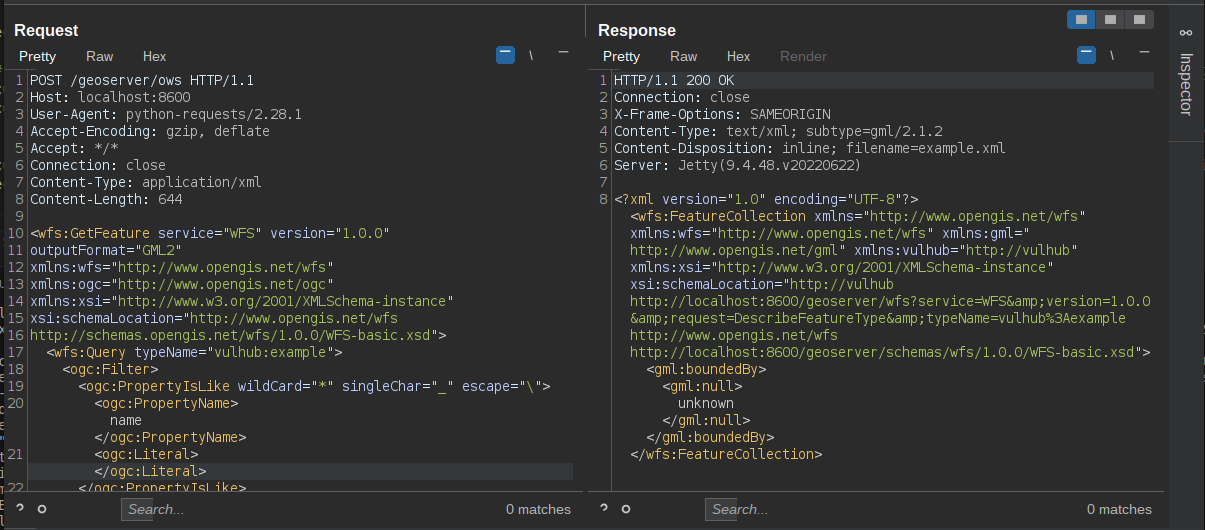 Request
Pretty Raw Hex
\
1 POST /geoserver/ows HTTP/1.1
2 Host: localhost:8600
3 User-Agent: python-requests/2.28.1
4 Accept-Encoding: gzip, deflate
5 Accept: */*
6 Connection: close
7 Content-Type: application/xml
8 Content-Length: 644
9
10 <wfs:GetFeature service="WFS" version="1.0.0"
11 outputFormat="GML2"
12 xmlns:wfs="http://www.opengis.net/wfs"
13 xmlns:ogc="http://www.opengis.net/ogc"
14 xmlns:xsi="http://www.w3.org/2001/XMLSchema-instance"
15 xsi:schemaLocation="http://www.opengis.net/wfs
16 http://schemas.opengis.net/wfs/1.0.0/WFS-basic.xsd">
17 <wfs:Query typeName="vulhub:example">
18 <ogc:Filter>
19 <ogc:PropertyIsLike wildCard="*" singleChar="_" escape="\">
20 <ogc:PropertyName>
name
</ogc:PropertyName>
21 <ogc:Literal>
</ogc:Literal>
22 </ogc:PropertyIsLike>
Search...
0 matches
Response
Pretty Raw Hex Render
\
1 HTTP/1.1 200 OK
2 Connection: close
3 X-Frame-Options: SAMEORIGIN
4 Content-Type: text/xml; subtype=gml/2.1.2
5 Content-Disposition: inline; filename=example.xml
6 Server: Jetty(9.4.48.v20220622)
7
8 <?xml version="1.0" encoding="UTF-8"?>
<wfs:FeatureCollection xmlns="http://www.opengis.net/wfs"
xmlns:wfs="http://www.opengis.net/wfs" xmlns:gml="
http://www.opengis.net/gml" xmlns:vulhub="http://vulhub"
xmlns:xsi="http://www.w3.org/2001/XMLSchema-instance"
xsi:schemaLocation="http://vulhub
http://localhost:8600/geoserver/wfs?service=WFS&amp;version=1.0.0
&amp;request=DescribeFeatureType&amp;typeName=vulhub%3Aexample
http://www.opengis.net/wfs
http://localhost:8600/geoserver/schemas/wfs/1.0.0/WFS-basic.xsd">
<gml:boundedBy>
<gml:null>
unknown
</gml:null>
</gml:boundedBy>
</wfs:FeatureCollection>
Search...
0 matches
Inspector